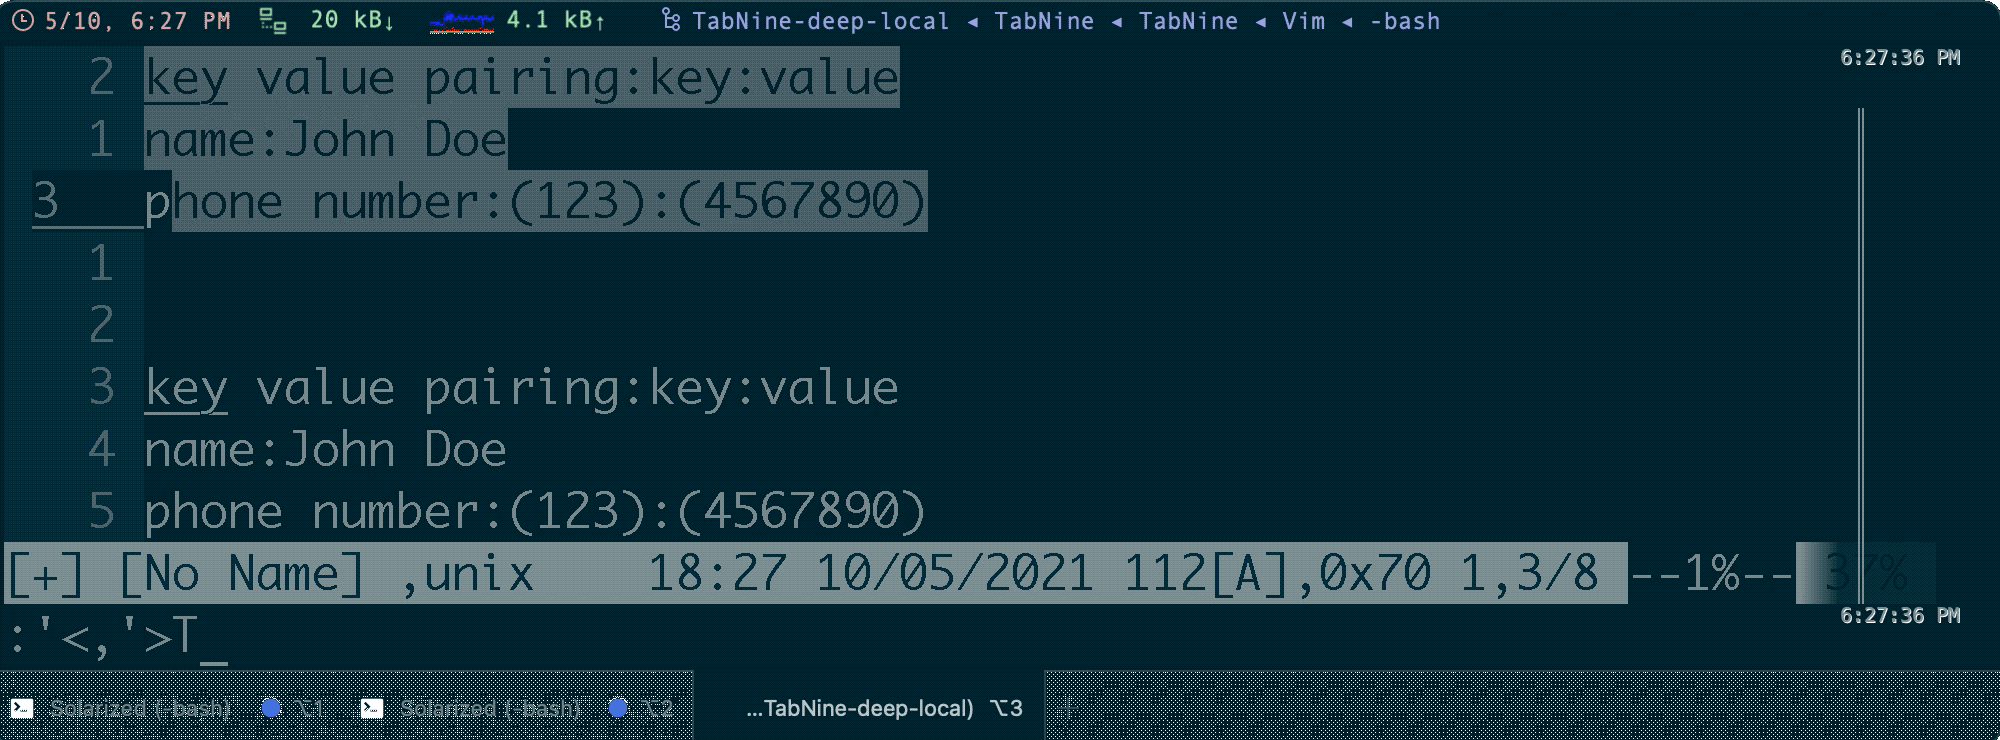 5/10, 6:27 PM 20 kB↓ 4.1 kB↑ TabNine-deep-local ◂ TabNine ◂ TabNine ◂ Vim ◂ -bash
6:27:36 PM
2 key value pairing:key:value
1 name:John Doe
3 phone number:(123):(4567890)
1
2
3 key value pairing:key:value
4 name:John Doe
5 phone number:(123):(4567890)
[+] [No Name] ,unix 18:27 10/05/2021 112[A],0x70 1,3/8 --1%-- 37%
6:27:36 PM
:'<,'>T_
Solarized (-bash) ⌥1 Solarized (-bash) ⌥2 ...TabNine-deep-local) ⌥3